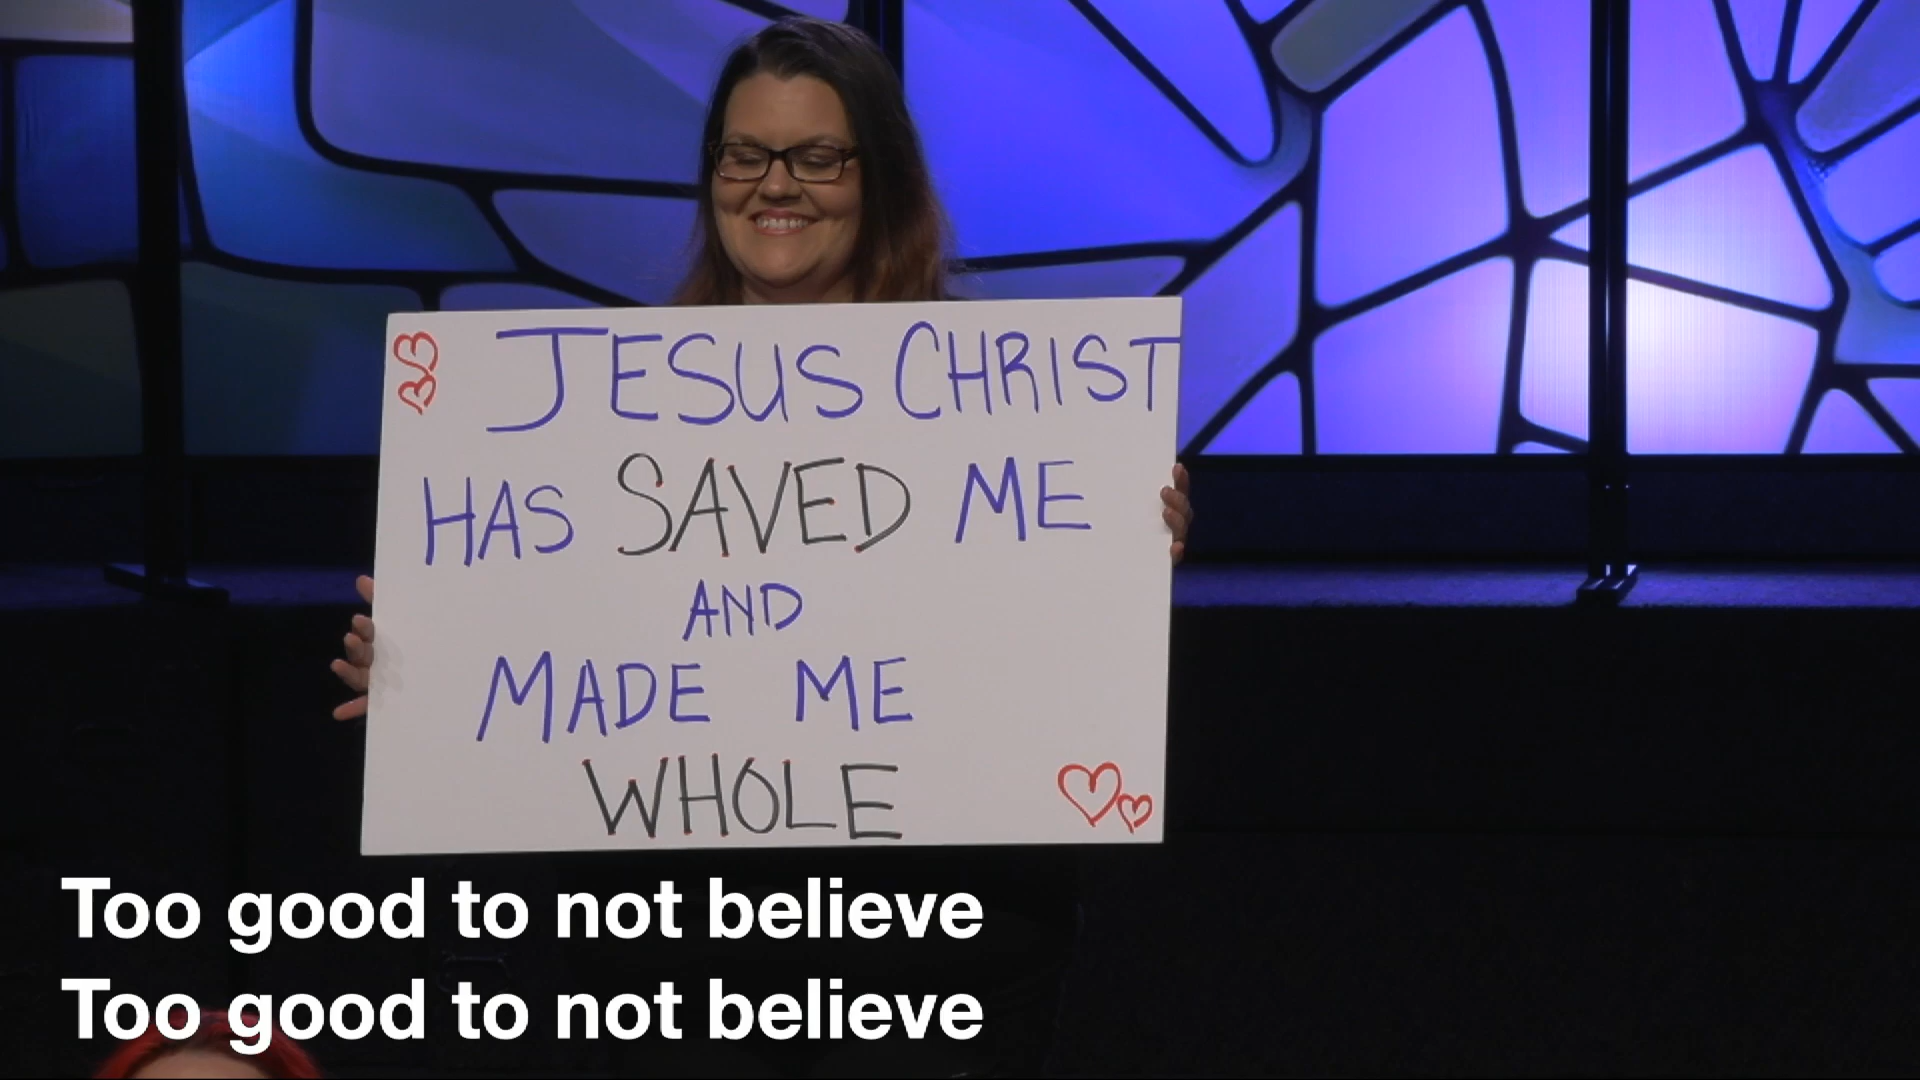 JESUS CHRIST
HAS SAVED ME
AND
MADE ME
WHOLE
Too good to not believe
Too good to not believe